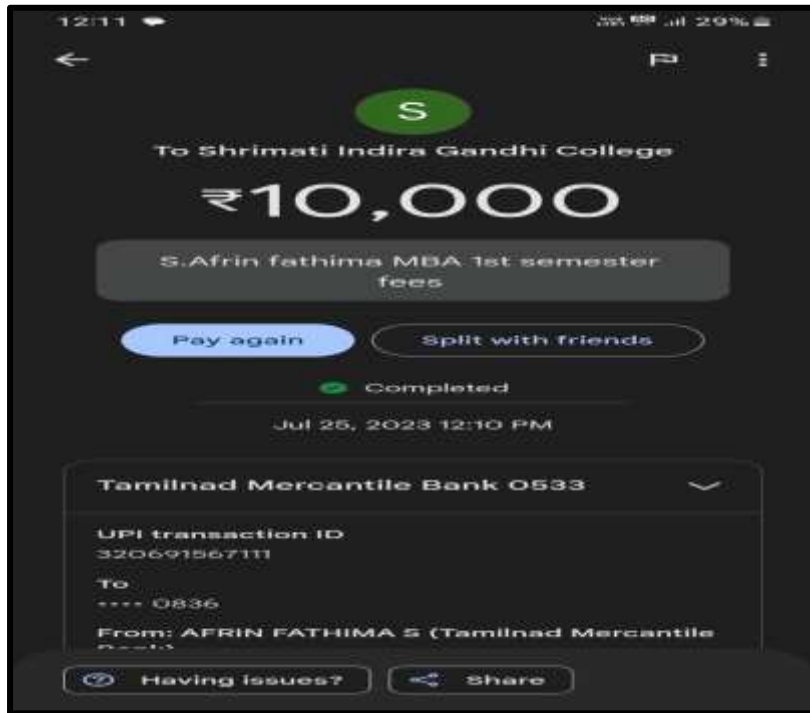 12:11
29%
S
To Shrimati Indira Gandhi College
₹10,000
S.Afrin fathima MBA 1st semester
fees
Pay again
Split with friends
Completed
Jul 25, 2023 12:10 PM
Tamilnad Mercantile Bank 0533
UPI transaction ID
320691567111
To
•••• 0836
From: AFRIN FATHIMA S (Tamilnad Mercantile
Having issues?
Share